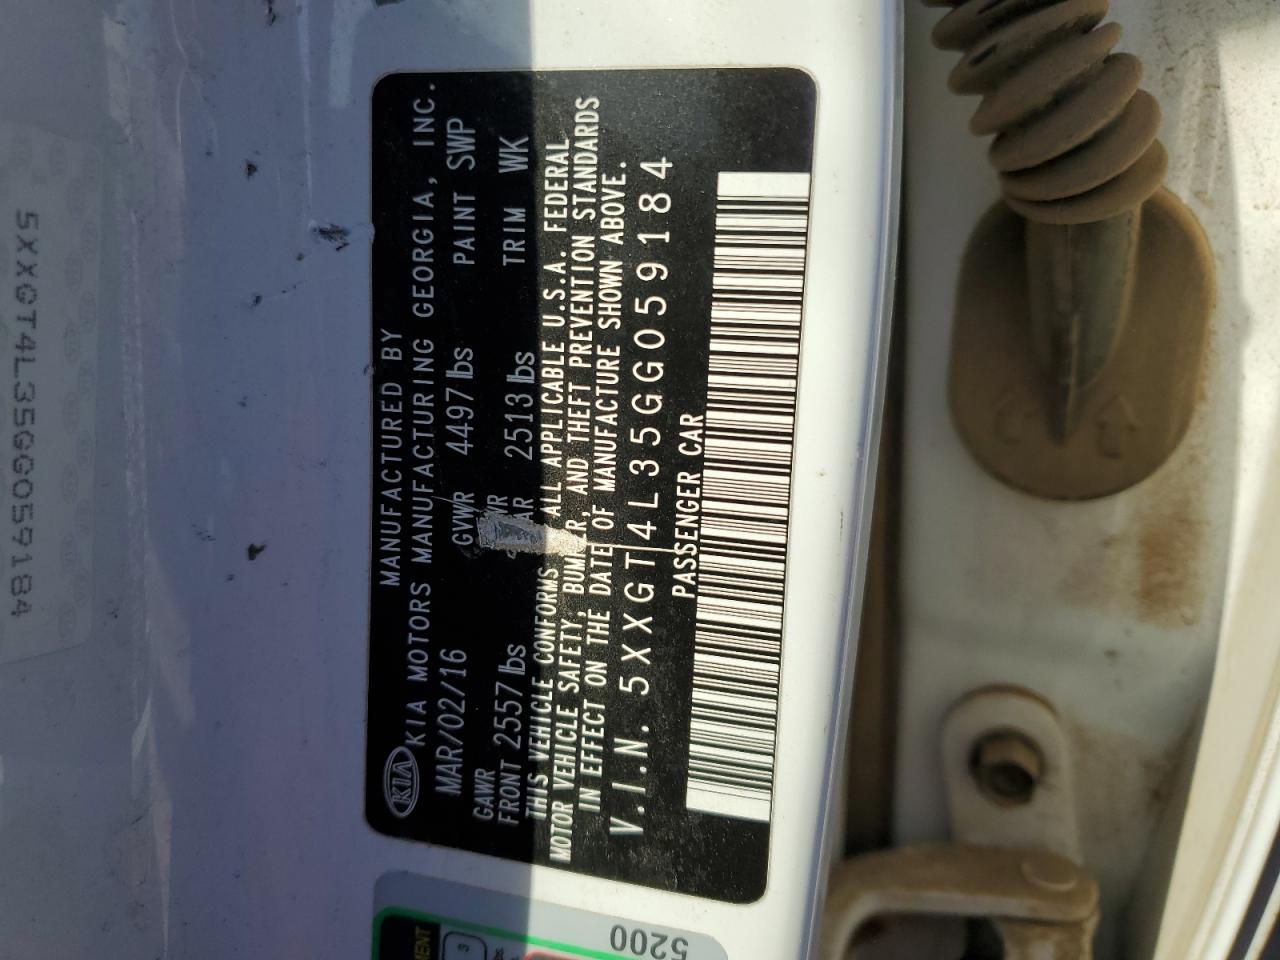 5XXGT4L35GG059184
KIA
MANUFACTURED BY
KIA MOTORS MANUFACTURING GEORGIA, INC.
MAR/02/16 GVWR 4497 lbs PAINT SWP
GAWR
FRONT 2557 lbs 2513 lbs TRIM WK
THIS VEHICLE CONFORMS ALL APPLICABLE U.S.A. FEDERAL
MOTOR VEHICLE SAFETY, BUMPER, AND THEFT PREVENTION STANDARDS
IN EFFECT ON THE DATE OF MANUFACTURE SHOWN ABOVE.
V.I.N. 5XXGT4L35GG059184
PASSENGER CAR
3
5200